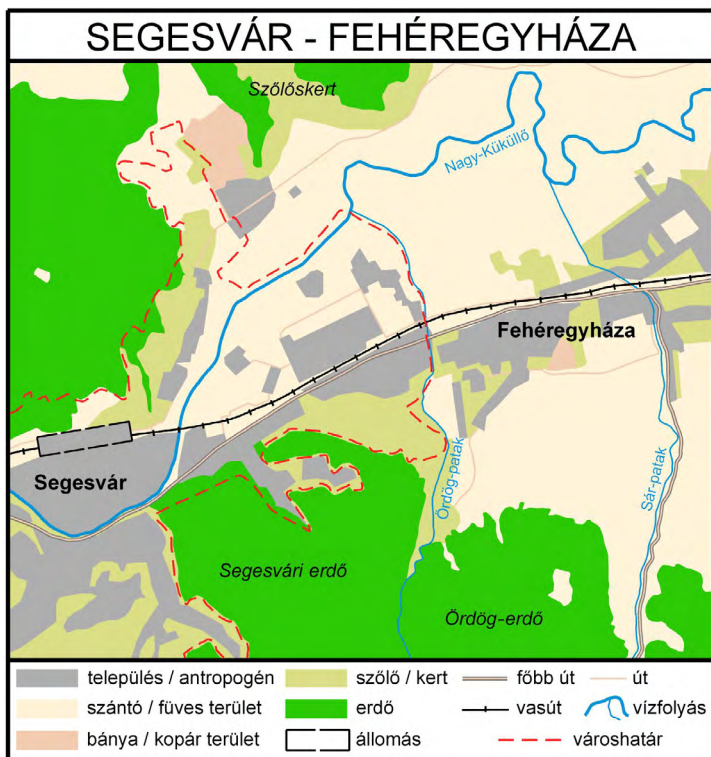 SEGESVÁR - FEHÉREGYHÁZA
Szőlőskert
Nagy-Küküllő
Fehéregyháza
Segesvár
Ördög-patak
Sár-patak
Segesvári erdő
Ördög-erdő
település / antropogén
szőlő / kert
főbb út
út
szántó / füves terület
erdő
vasút
vízfolyás
bánya / kopár terület
állomás
városhatár